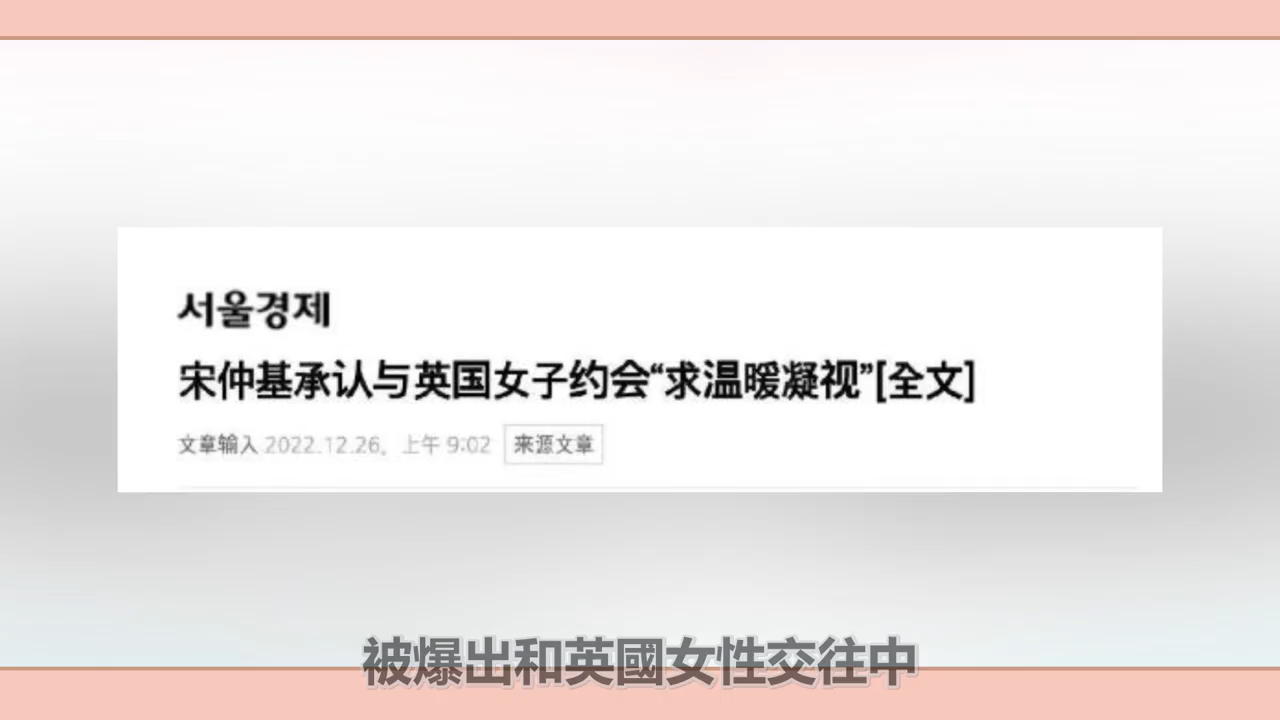 서울경제
宋仲基承认与英国女子约会“求温暖凝视”[全文]
文章输入 2022.12.26, 上午 9:02 来源文章
被爆出和英國女性交往中